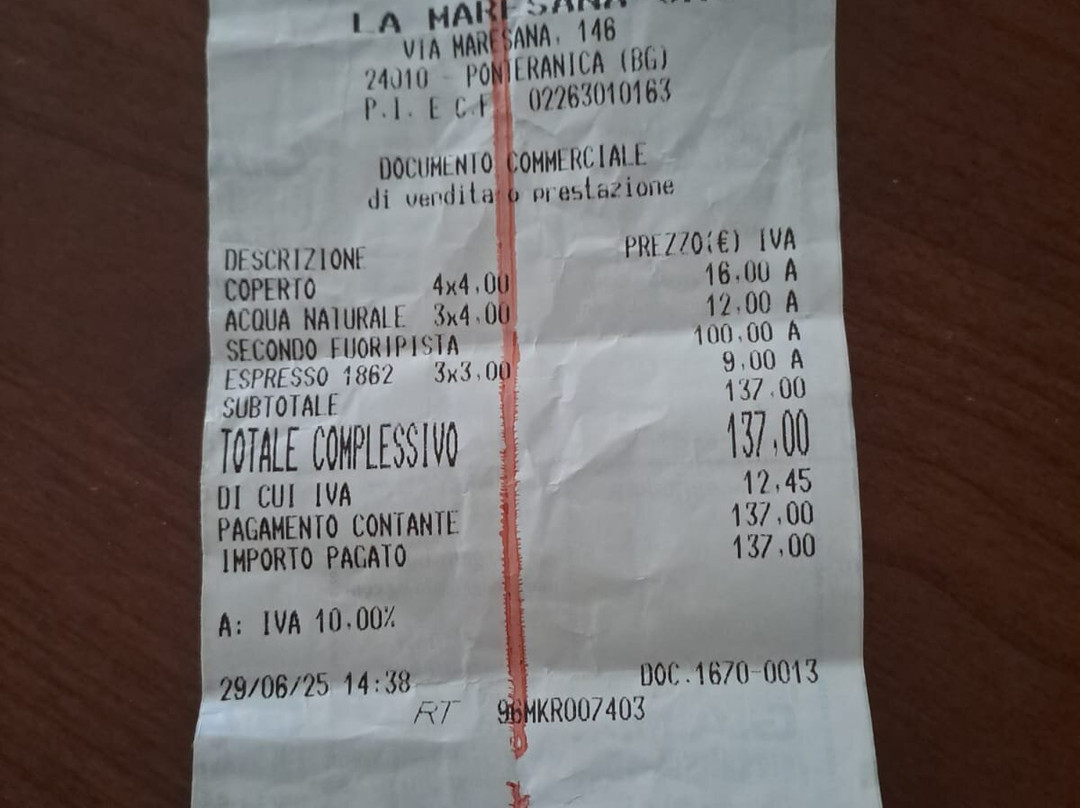 LA MARESANA
VIA MARESANA, 146
24010 - PONTERANICA (BG)
P.I. E C.F. 02263010163
DOCUMENTO COMMERCIALE
di vendita o prestazione
DESCRIZIONE PREZZO(€) IVA
COPERTO 4x4,00 16,00 A
ACQUA NATURALE 3x4,00 12,00 A
SECONDO FUORIPISTA 100,00 A
ESPRESSO 1862 3x3,00 9,00 A
SUBTOTALE 137,00
TOTALE COMPLESSIVO 137,00
DI CUI IVA 12,45
PAGAMENTO CONTANTE 137,00
IMPORTO PAGATO 137,00
A: IVA 10,00%
29/06/25 14:38 DOC.1670-0013
RT 96MKR007403